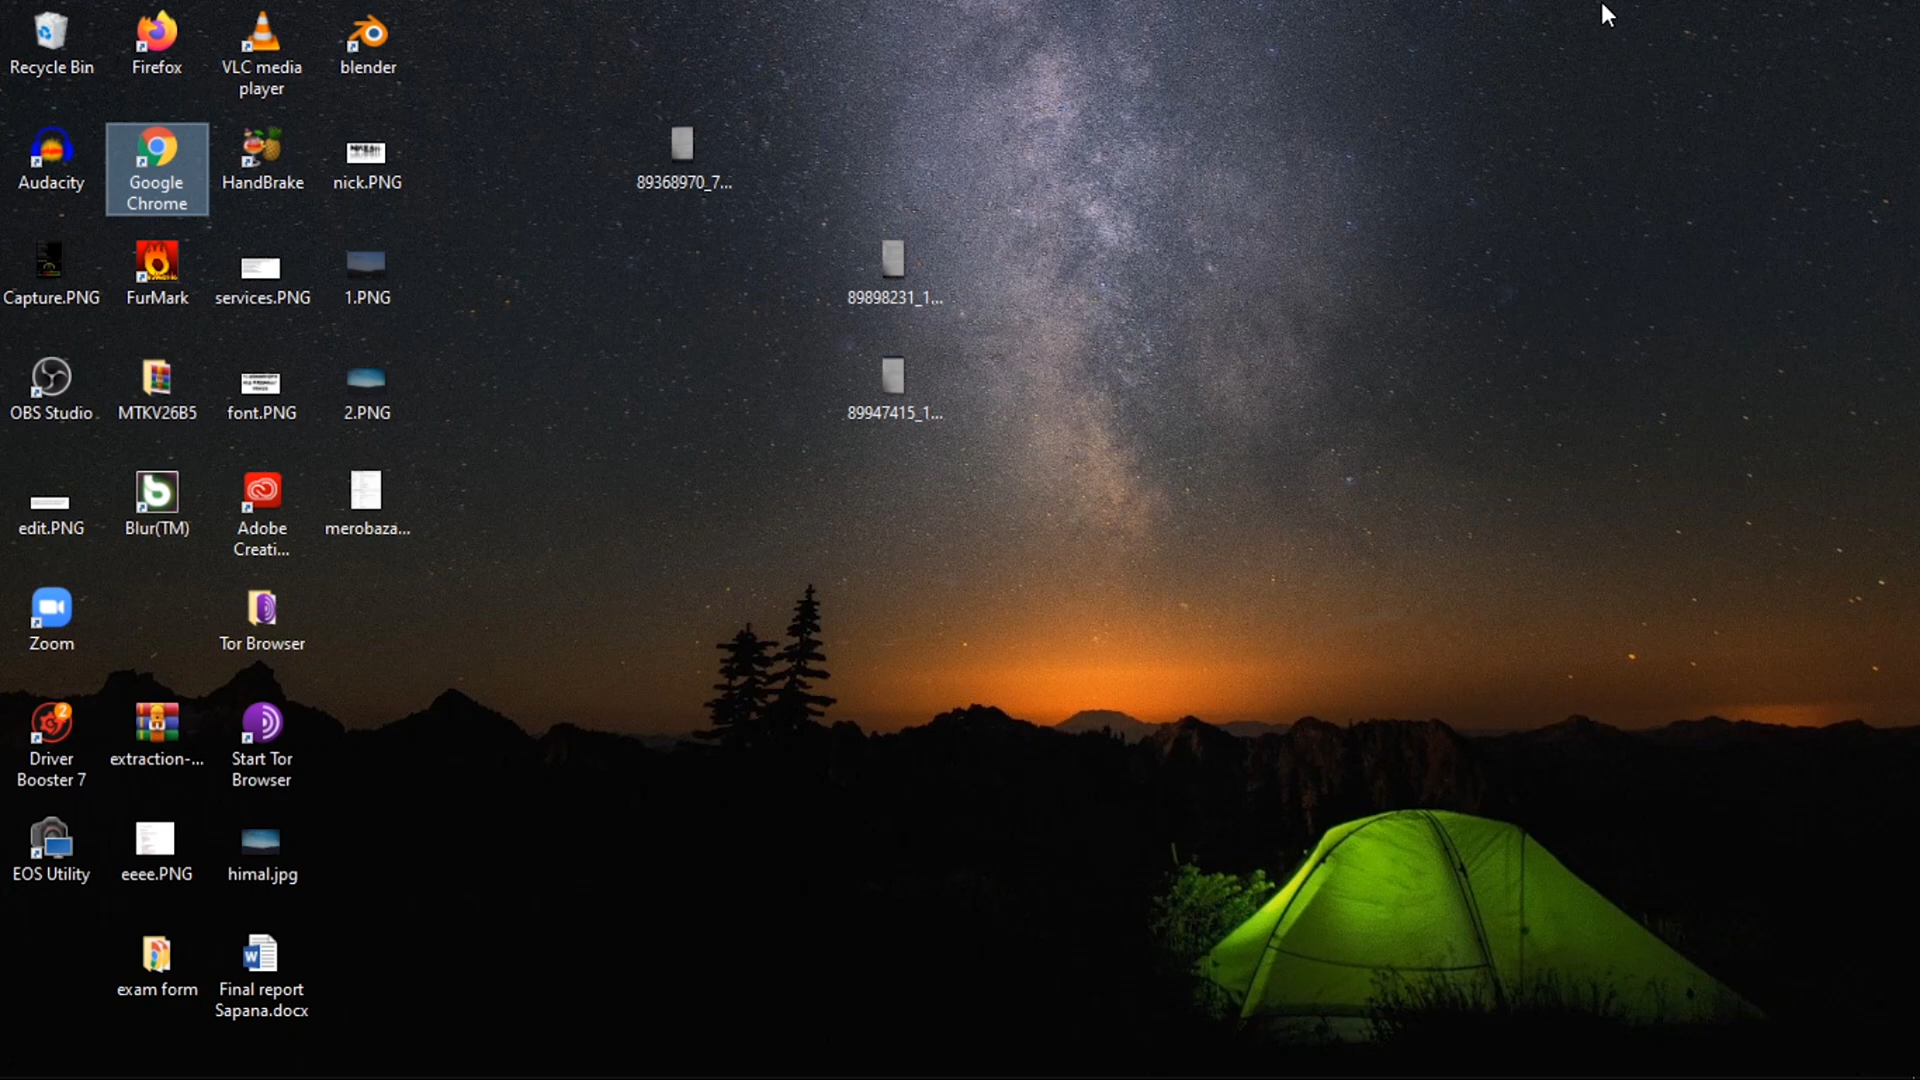 Recycle Bin
Firefox
VLC media
player
blender
Audacity
Google
Chrome
HandBrake
nick.PNG
89368970_7...
Capture.PNG
FurMark
services.PNG
1.PNG
89898231_1...
OBS Studio
MTKV26B5
font.PNG
2.PNG
89947415_1...
edit.PNG
Blur(TM)
Adobe
Creati...
merobaza...
Zoom
Tor Browser
Driver
Booster 7
2
extraction-...
Start Tor
Browser
EOS Utility
eeee.PNG
himal.jpg
exam form
Final report
Sapana.docx